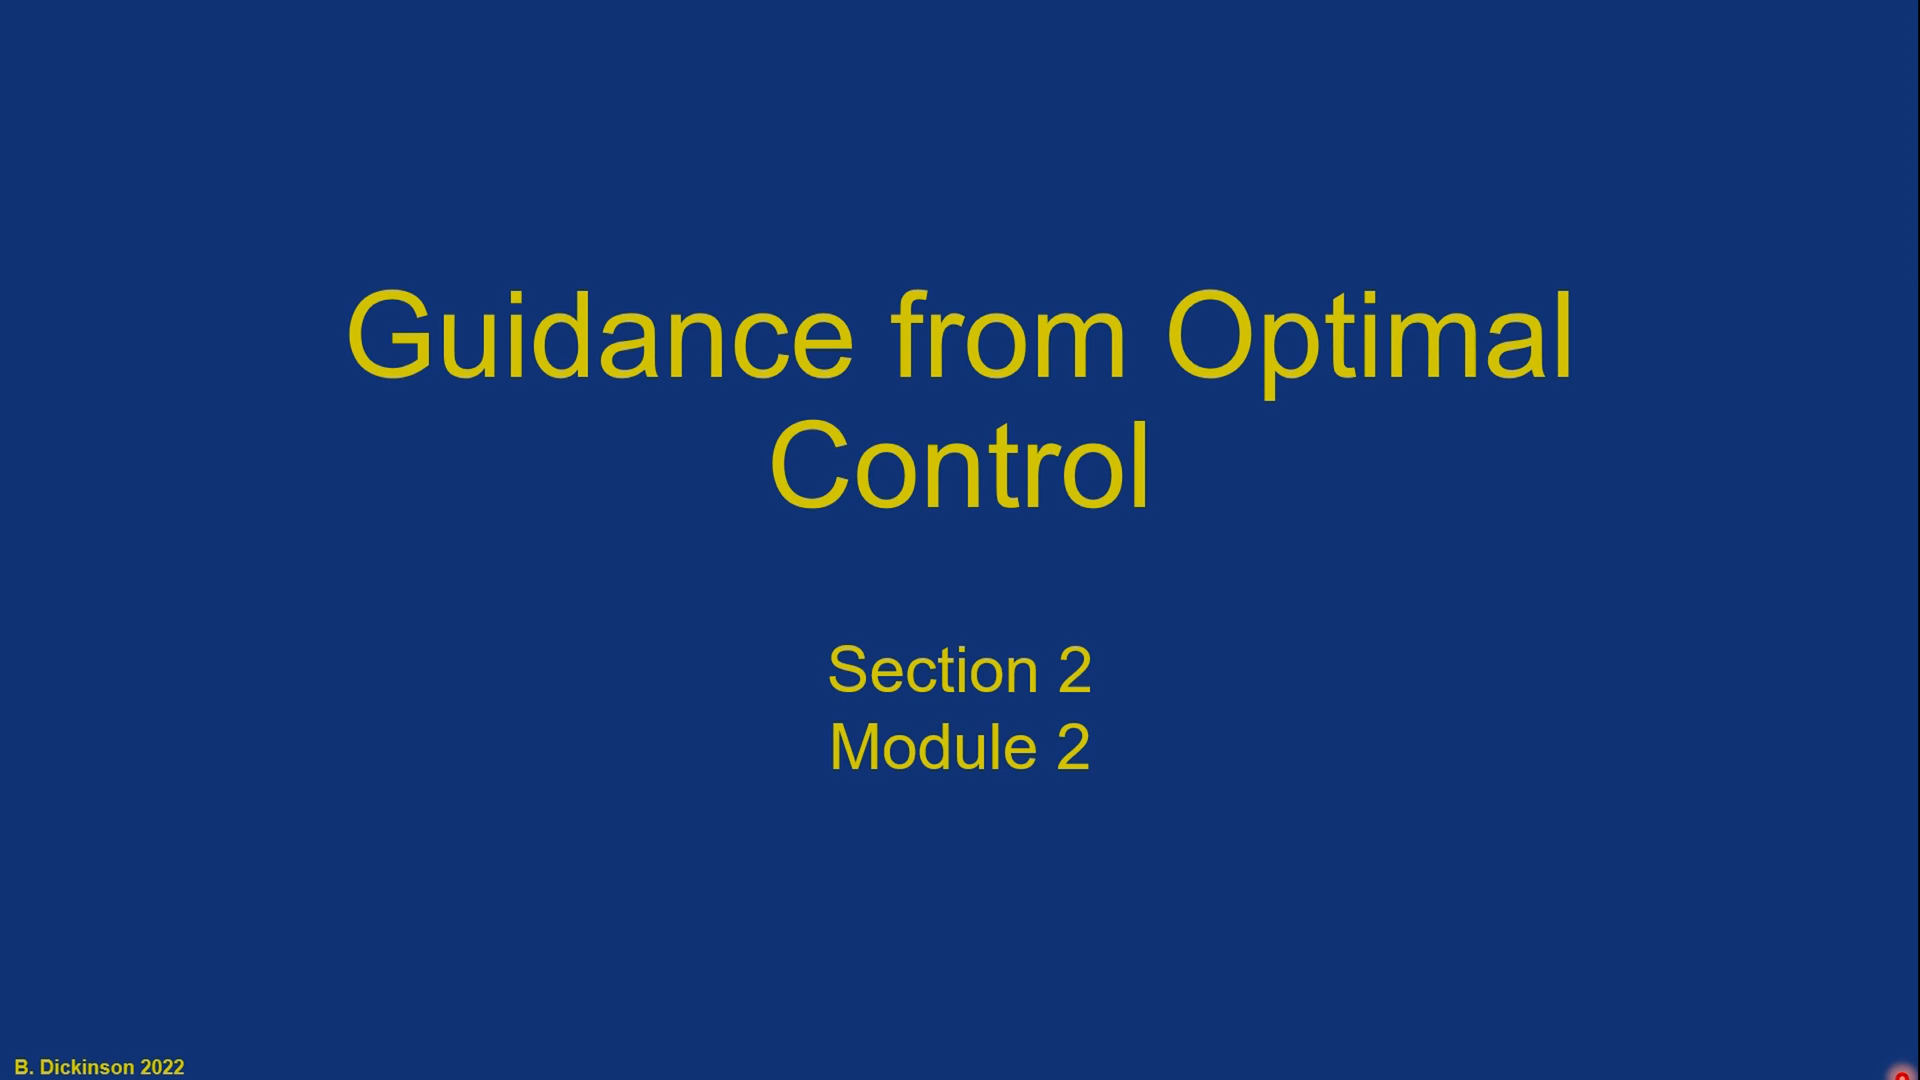 Guidance from Optimal
Control
Section 2
Module 2
B. Dickinson 2022